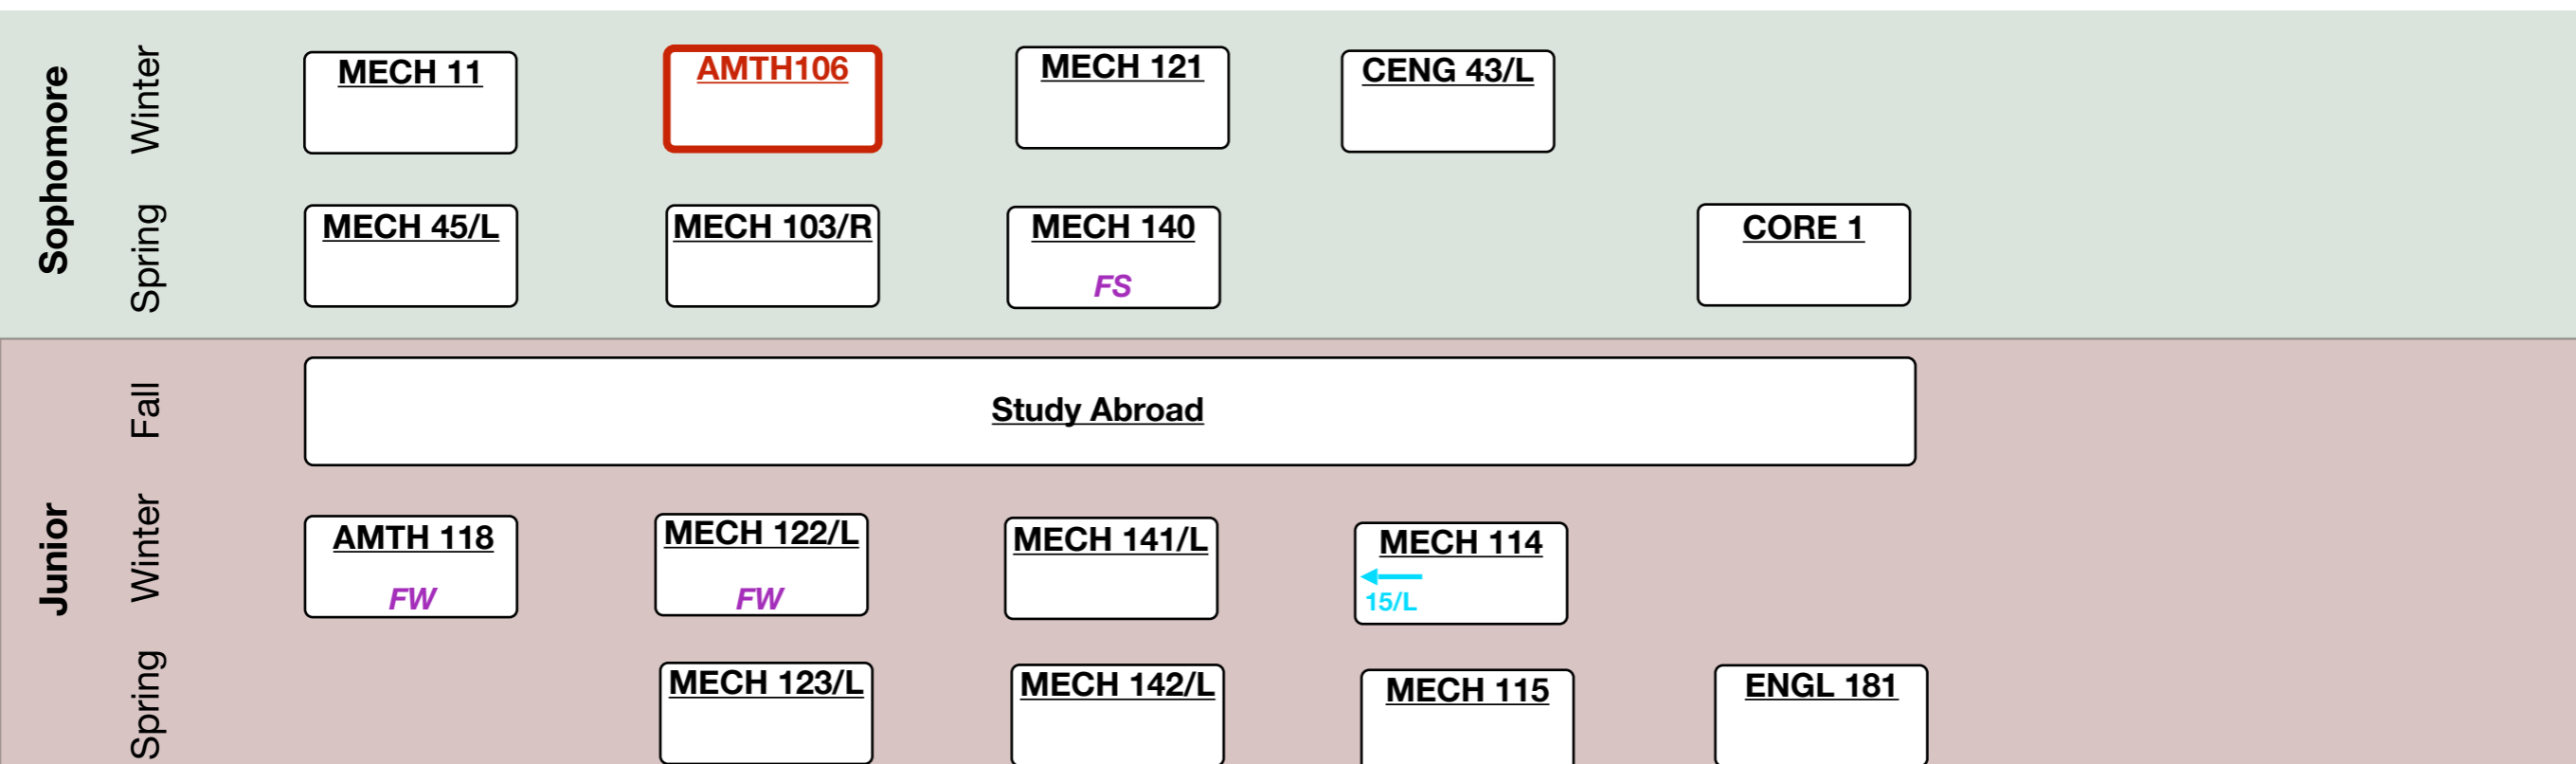 Sophomore
Winter
MECH 11
AMTH106
MECH 121
CENG 43/L
Spring
MECH 45/L
MECH 103/R
MECH 140
FS
CORE 1
Junior
Fall
Study Abroad
Winter
AMTH 118
FW
MECH 122/L
FW
MECH 141/L
MECH 114
15/L
Spring
MECH 123/L
MECH 142/L
MECH 115
ENGL 181